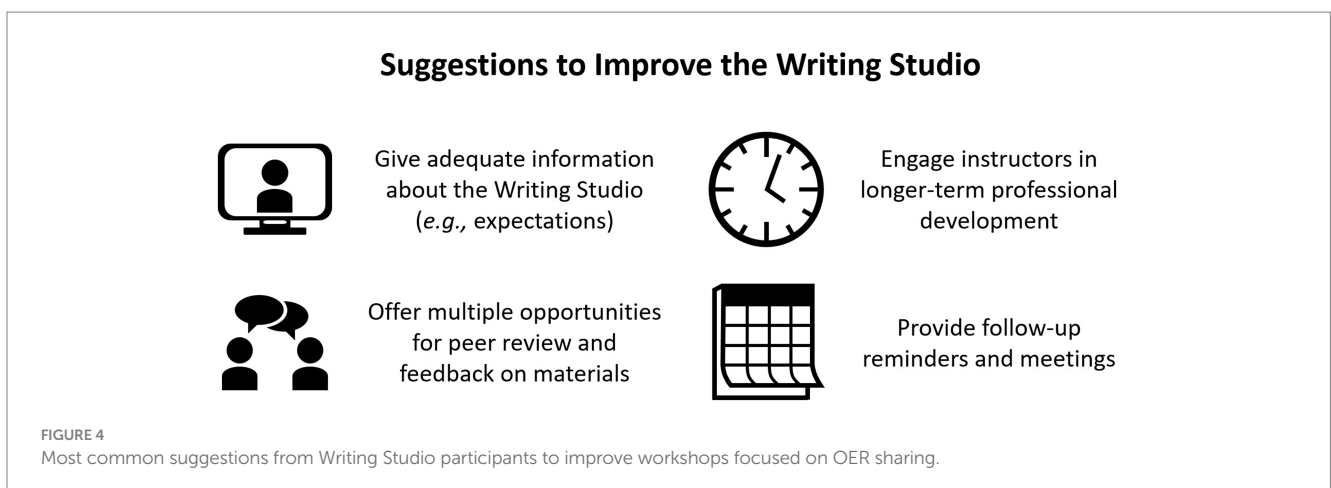 Suggestions to Improve the Writing Studio
Give adequate information
about the Writing Studio
(e.g., expectations)
Engage instructors in
longer-term professional
development
Offer multiple opportunities
for peer review and
feedback on materials
Provide follow-up
reminders and meetings
FIGURE 4
Most common suggestions from Writing Studio participants to improve workshops focused on OER sharing.